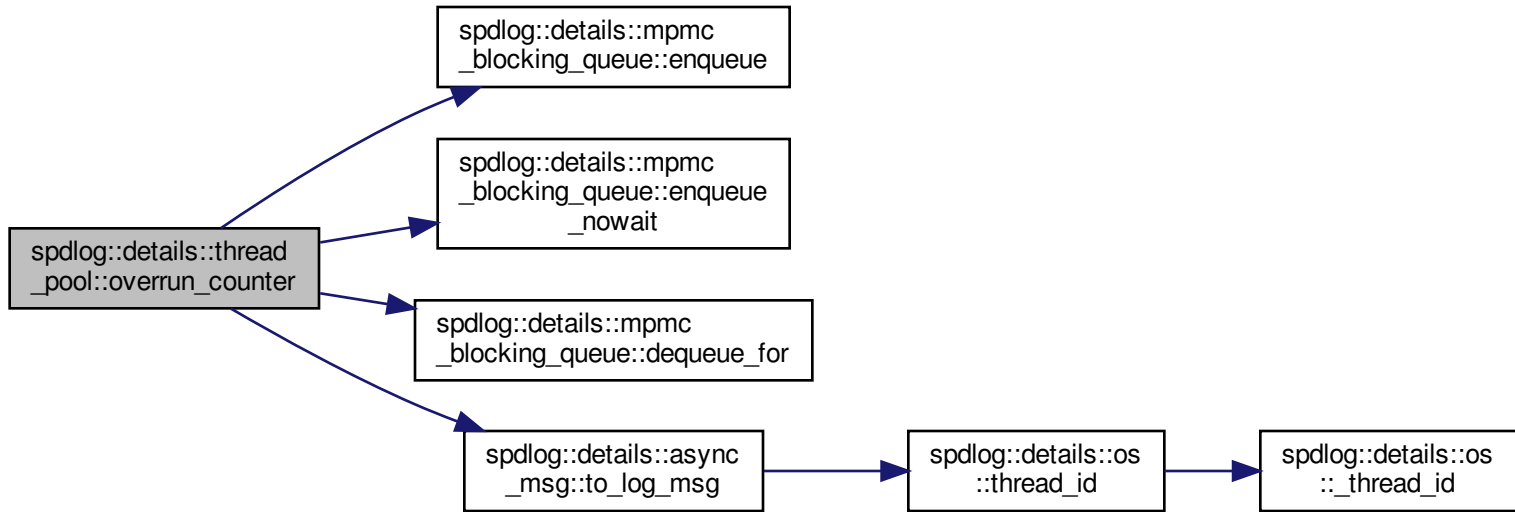 spdlog::details::mpmc
_blocking_queue::enqueue
spdlog::details::mpmc
_blocking_queue::enqueue
_nowait
spdlog::details::thread
_pool::overrun_counter
spdlog::details::mpmc
_blocking_queue::dequeue_for
spdlog::details::async
_msg::to_log_msg
spdlog::details::os
::thread_id
spdlog::details::os
::_thread_id